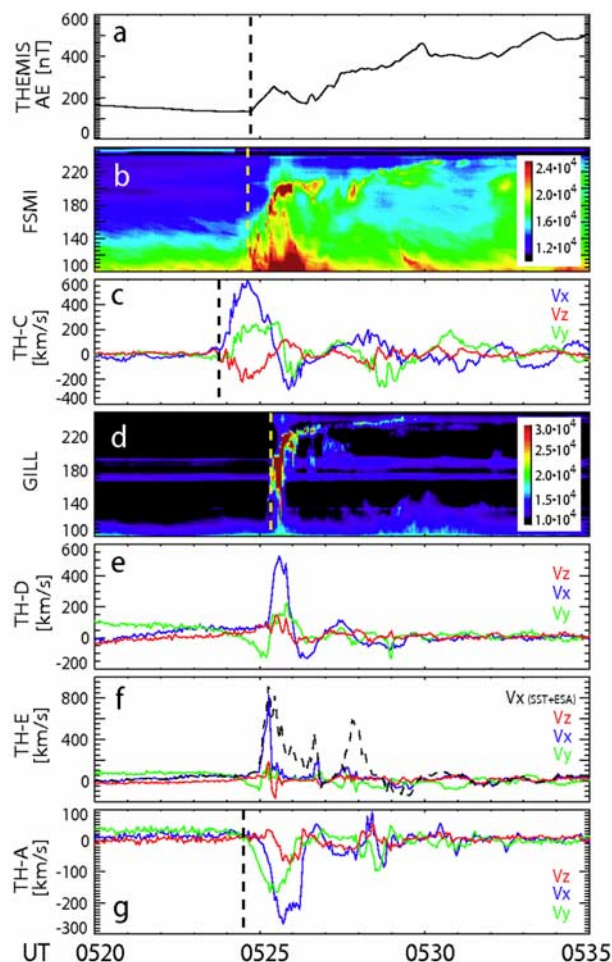 THEMIS
AE [nT]
600
400
200
0
a
FSMI
220
180
140
100
b
2.4•10⁴
2.0•10⁴
1.6•10⁴
1.2•10⁴
TH-C
[km/s]
600
400
200
0
-200
-400
c
Vx
Vz
Vy
GILL
220
180
140
100
d
3.0•10⁴
2.5•10⁴
2.0•10⁴
1.5•10⁴
1.0•10⁴
TH-D
[km/s]
600
400
200
0
-200
e
Vz
Vx
Vy
TH-E
[km/s]
800
400
0
f
Vx (SST+ESA)
Vz
Vx
Vy
TH-A
[km/s]
100
0
-100
-200
-300
g
Vz
Vx
Vy
UT 0520 0525 0530 0535